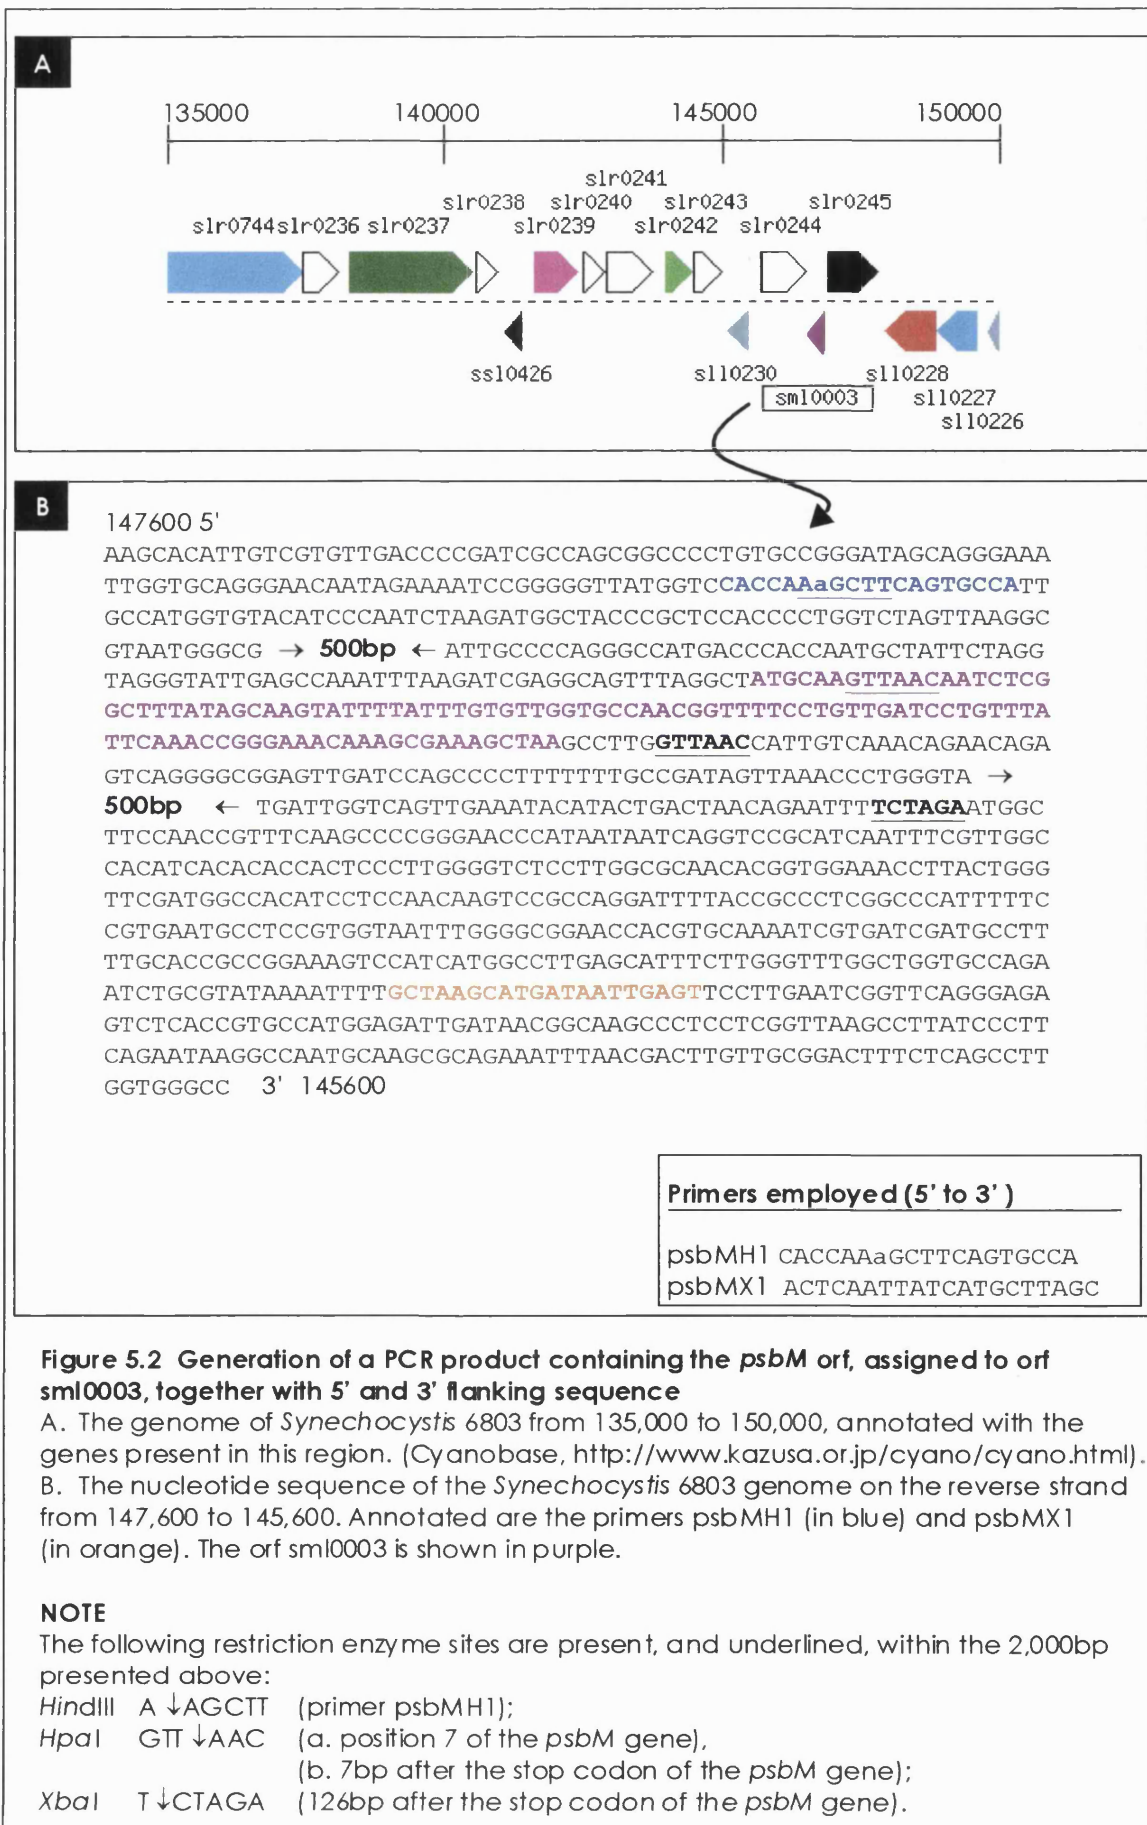 A
135000 140000 145000 150000
slr0241
slr0238 slr0240 slr0243 slr0245
slr0744 slr0236 slr0237 slr0239 slr0242 slr0244
ssl0426 sll0230 sll0228
sml0003 sll0227
sll0226
B
147600 5'
AAGCACATTGTCGTGTTGACCCCGATCGCCAGCGGCCCCTGTGCCGGGATAGCAGGGAAA
TTGGTGCAGGGAACAATAGAAAATCCGGGGGTTATGGTCCACCAAAaGCTTCAGTGCCATT
GCCATGGTGTACATCCCAATCTAAGATGGCTACCCGCTCCACCCCTGGTCTAGTTAAGGC
GTAATGGGCG → 500bp ← ATTGCCCCAGGGCCATGACCCACCAATGCTATTCTAGG
TAGGGTATTGAGCCAAATTTAAGATCGAGGCAGTTTAGGCTATGCAAGTTAACAATCTCG
GCTTTATAGCAAGTATTTTATTTGTGTTGGTGCCAACGGTTTTCCTGTTGATCCTGTTTA
TTCAAACCGGGAAACAAAGCGAAAGCTAAGCCTTGGTTAACCATTGTCAAACAGAACAGA
GTCAGGGGCGGAGTTGATCCAGCCCCTTTTTTTGCCGATAGTTAAACCCTGGGTA →
500bp ← TGATTGGTCAGTTGAAATACATACTGACTAACAGAATTTTCTAGAATGGC
TTCCAACCGTTTCAAGCCCCGGGAACCCATAATAATCAGGTCCGCATCAATTTCGTTGGC
CACATCACACACCACTCCCTTGGGGTCTCCTTGGCGCAACACGGTGGAAACCTTACTGGG
TTCGATGGCCACATCCTCCAACAAGTCCGCCAGGATTTTACCGCCCTCGGCCCATTTTTC
CGTGAATGCCTCCGTGGTAATTTGGGGCGGAACCACGTGCAAAATCGTGATCGATGCCTT
TTGCACCGCCGGAAAGTCCATCATGGCCTTGAGCATTTCTTGGGTTTGGCTGGTGCCAGA
ATCTGCGTATAAAATTTTGCTAAGCATGATAATTGAGTTCCTTGAATCGGTTCAGGGAGA
GTCTCACCGTGCCATGGAGATTGATAACGGCAAGCCCTCCTCGGTTAAGCCTTATCCCTT
CAGAATAAGGCCAATGCAAGCGCAGAAATTTAACGACTTGTTGCGGACTTTCTCAGCCTT
GGTGGGCC 3' 145600
Primers employed (5' to 3' )
psbMH1 CACCAAaGCTTCAGTGCCA
psbMX1 ACTCAATTATCATGCTTAGC
Figure 5.2 Generation of a PCR product containing the psbM orf, assigned to orf
sml0003, together with 5' and 3' flanking sequence
A. The genome of Synechocystis 6803 from 135,000 to 150,000, annotated with the
genes present in this region. (Cyanobase, http://www.kazusa.or.jp/cyano/cyano.html).
B. The nucleotide sequence of the Synechocystis 6803 genome on the reverse strand
from 147,600 to 145,600. Annotated are the primers psbMH1 (in blue) and psbMX1
(in orange). The orf sml0003 is shown in purple.
NOTE
The following restriction enzyme sites are present, and underlined, within the 2,000bp
presented above:
HindIII A ↓AGCTT (primer psbMH1);
HpaI GTT ↓AAC (a. position 7 of the psbM gene),
(b. 7bp after the stop codon of the psbM gene);
XbaI T ↓CTAGA (126bp after the stop codon of the psbM gene).